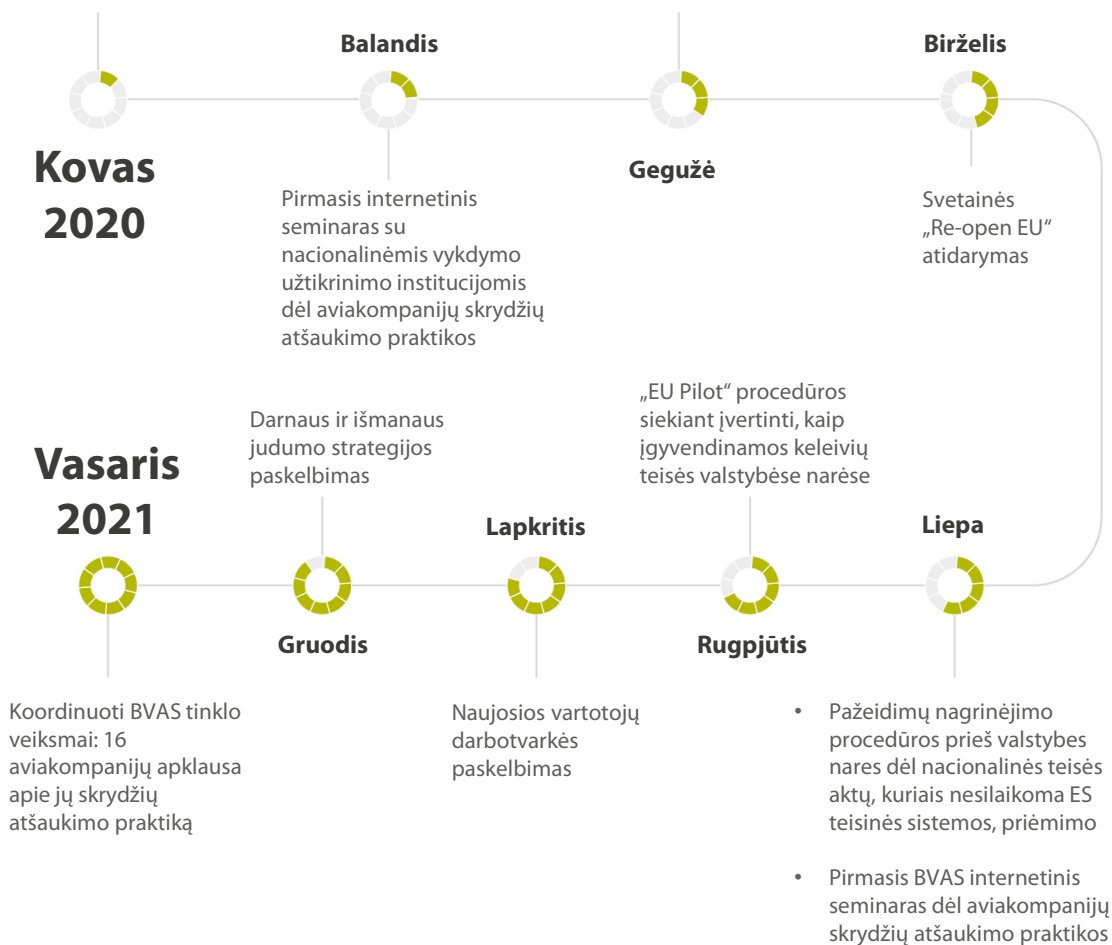 Kovas
2020
Balandis
Pirmasis internetinis
seminaras su
nacionalinėmis vykdymo
užtikrinimo institucijomis
dėl aviakompanijų skrydžių
atšaukimo praktikos
Gegužė
Birželis
Svetainės
„Re-open EU“
atidarymas
Liepa
• Pažeidimų nagrinėjimo
procedūros prieš valstybes
nares dėl nacionalinės teisės
aktų, kuriais nesilaikoma ES
teisinės sistemos, priėmimo
• Pirmasis BVAS internetinis
seminaras dėl aviakompanijų
skrydžių atšaukimo praktikos
„EU Pilot“ procedūros
siekiant įvertinti, kaip
įgyvendinamos keleivių
teisės valstybėse narėse
Rugpjūtis
Lapkritis
Naujosios vartotojų
darbotvarkės
paskelbimas
Darnaus ir išmanaus
judumo strategijos
paskelbimas
Gruodis
Vasaris
2021
Koordinuoti BVAS tinklo
veiksmai: 16
aviakompanijų apklausa
apie jų skrydžių
atšaukimo praktiką